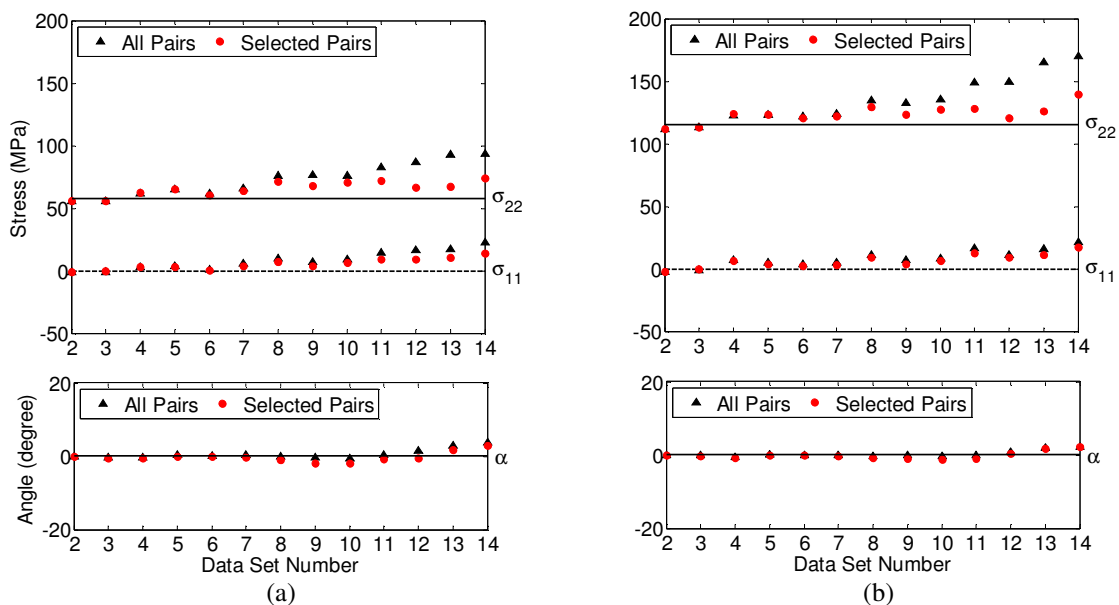 (a)
All Pairs Selected Pairs
200
150
100
50
0
-50
Stress (MPa)
σ22
σ11
2 3 4 5 6 7 8 9 10 11 12 13 14
All Pairs Selected Pairs
20
0
-20
Angle (degree)
α
2 3 4 5 6 7 8 9 10 11 12 13 14
Data Set Number
(a)
(b)
All Pairs Selected Pairs
200
150
100
50
0
-50
σ22
σ11
2 3 4 5 6 7 8 9 10 11 12 13 14
All Pairs Selected Pairs
20
0
-20
α
2 3 4 5 6 7 8 9 10 11 12 13 14
Data Set Number
(b)